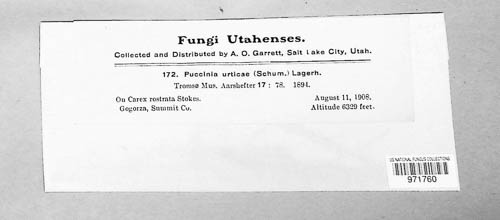 Fungi Utahenses.
Collected and Distributed by A. O. Garrett, Salt Lake City, Utah.
172. Puccinia urticae (Schum.) Lagerh.
Tromsø Mus. Aarshefter 17 : 78. 1894.
On Carex rostrata Stokes. August 11, 1908.
Gogorza, Summit Co. Altitude 6329 feet.
US NATIONAL FUNGUS COLLECTIONS
971760